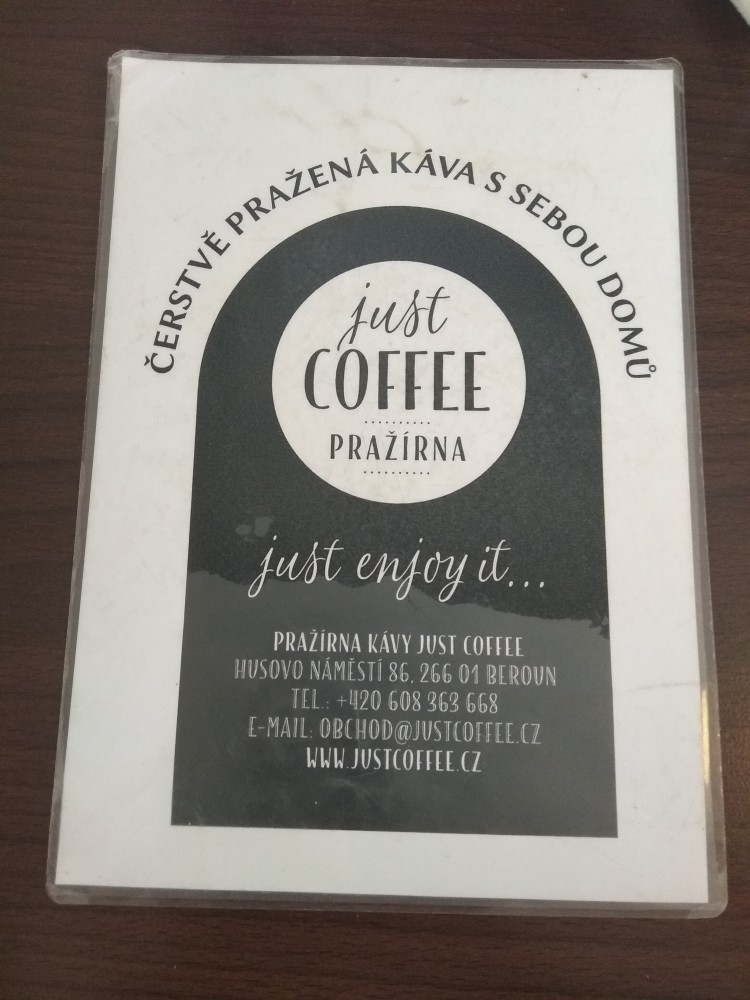 ČERSTVĚ PRAŽENÁ KÁVA S SEBOU DOMŮ
just
COFFEE
PRAŽÍRNA
just enjoy it...
PRAŽÍRNA KÁVY JUST COFFEE
HUSOVO NÁMĚSTÍ 86, 266 01 BEROUN
TEL.: +420 608 363 668
E-MAIL: OBCHOD@JUSTCOFFEE.CZ
WWW.JUSTCOFFEE.CZ